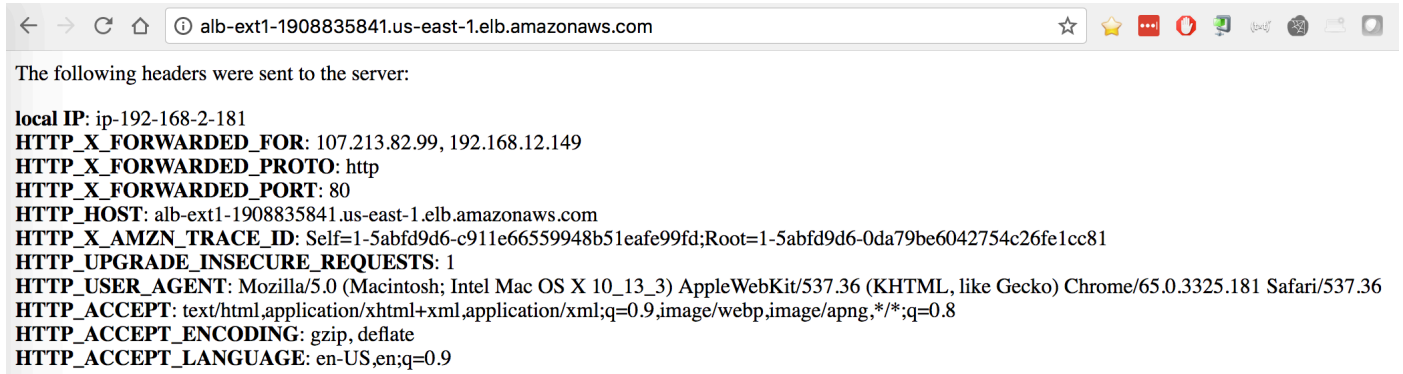 alb-ext1-1908835841.us-east-1.elb.amazonaws.com
The following headers were sent to the server:
local IP: ip-192-168-2-181
HTTP_X_FORWARDED_FOR: 107.213.82.99, 192.168.12.149
HTTP_X_FORWARDED_PROTO: http
HTTP_X_FORWARDED_PORT: 80
HTTP_HOST: alb-ext1-1908835841.us-east-1.elb.amazonaws.com
HTTP_X_AMZN_TRACE_ID: Self=1-5abfd9d6-c911e66559948b51eafe99fd;Root=1-5abfd9d6-0da79be6042754c26fe1cc81
HTTP_UPGRADE_INSECURE_REQUESTS: 1
HTTP_USER_AGENT: Mozilla/5.0 (Macintosh; Intel Mac OS X 10_13_3) AppleWebKit/537.36 (KHTML, like Gecko) Chrome/65.0.3325.181 Safari/537.36
HTTP_ACCEPT: text/html,application/xhtml+xml,application/xml;q=0.9,image/webp,image/apng,*/*;q=0.8
HTTP_ACCEPT_ENCODING: gzip, deflate
HTTP_ACCEPT_LANGUAGE: en-US,en;q=0.9